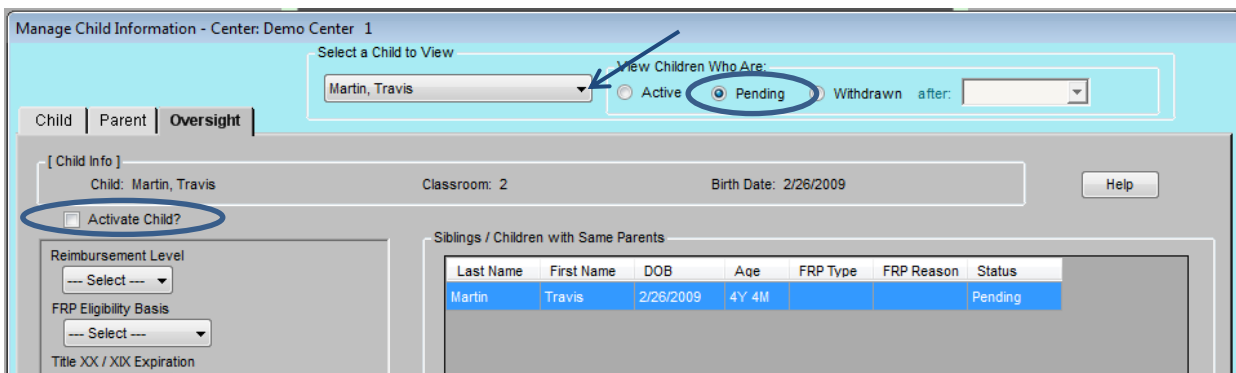 Manage Child Information - Center: Demo Center 1
Select a Child to View
View Children Who Are:
Martin, Travis
Active Pending Withdrawn after:
Child Parent Oversight
[ Child Info ]
Child: Martin, Travis Classroom: 2 Birth Date: 2/26/2009
Help
Activate Child?
Siblings / Children with Same Parents
Reimbursement Level
--- Select ---
FRP Eligibility Basis
--- Select ---
Title XX / XIX Expiration
Last Name First Name DOB Age FRP Type FRP Reason Status
Martin Travis 2/26/2009 4Y 4M Pending